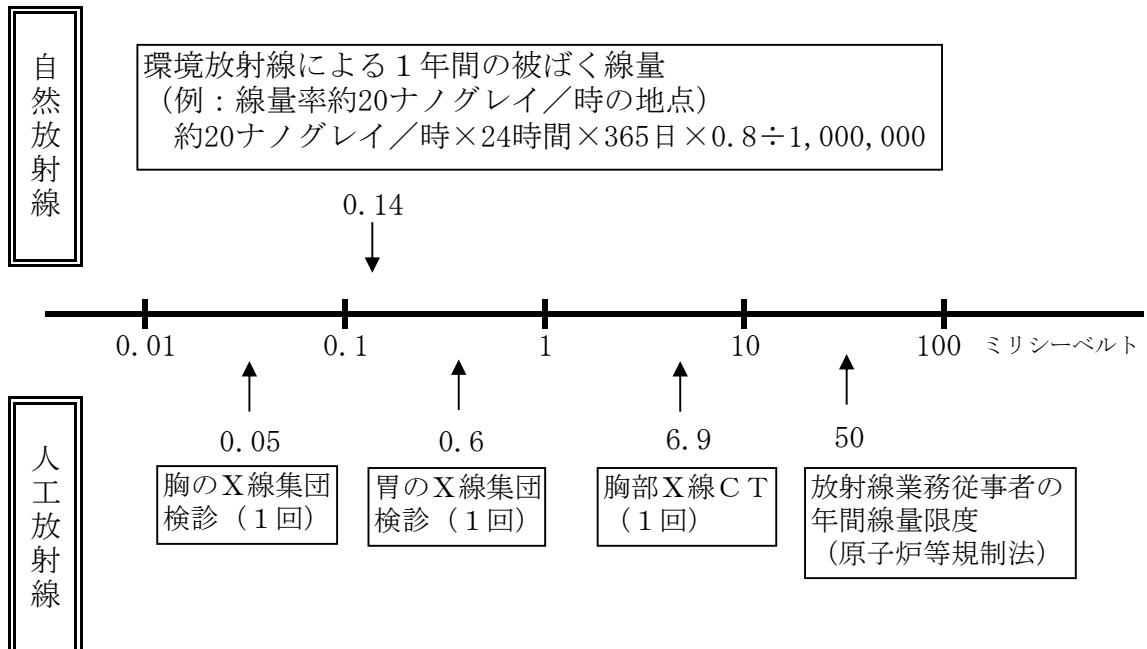 自然放射線
環境放射線による１年間の被ばく線量
（例：線量率約20ナノグレイ／時の地点）
約20ナノグレイ／時×24時間×365日×0.8÷1,000,000
0.14
0.01 0.1 1 10 100 ミリシーベルト
人工放射線
0.05
胸のＸ線集団
検診（１回）
0.6
胃のＸ線集団
検診（１回）
6.9
胸部Ｘ線ＣＴ
（１回）
50
放射線業務従事者の
年間線量限度
（原子炉等規制法）